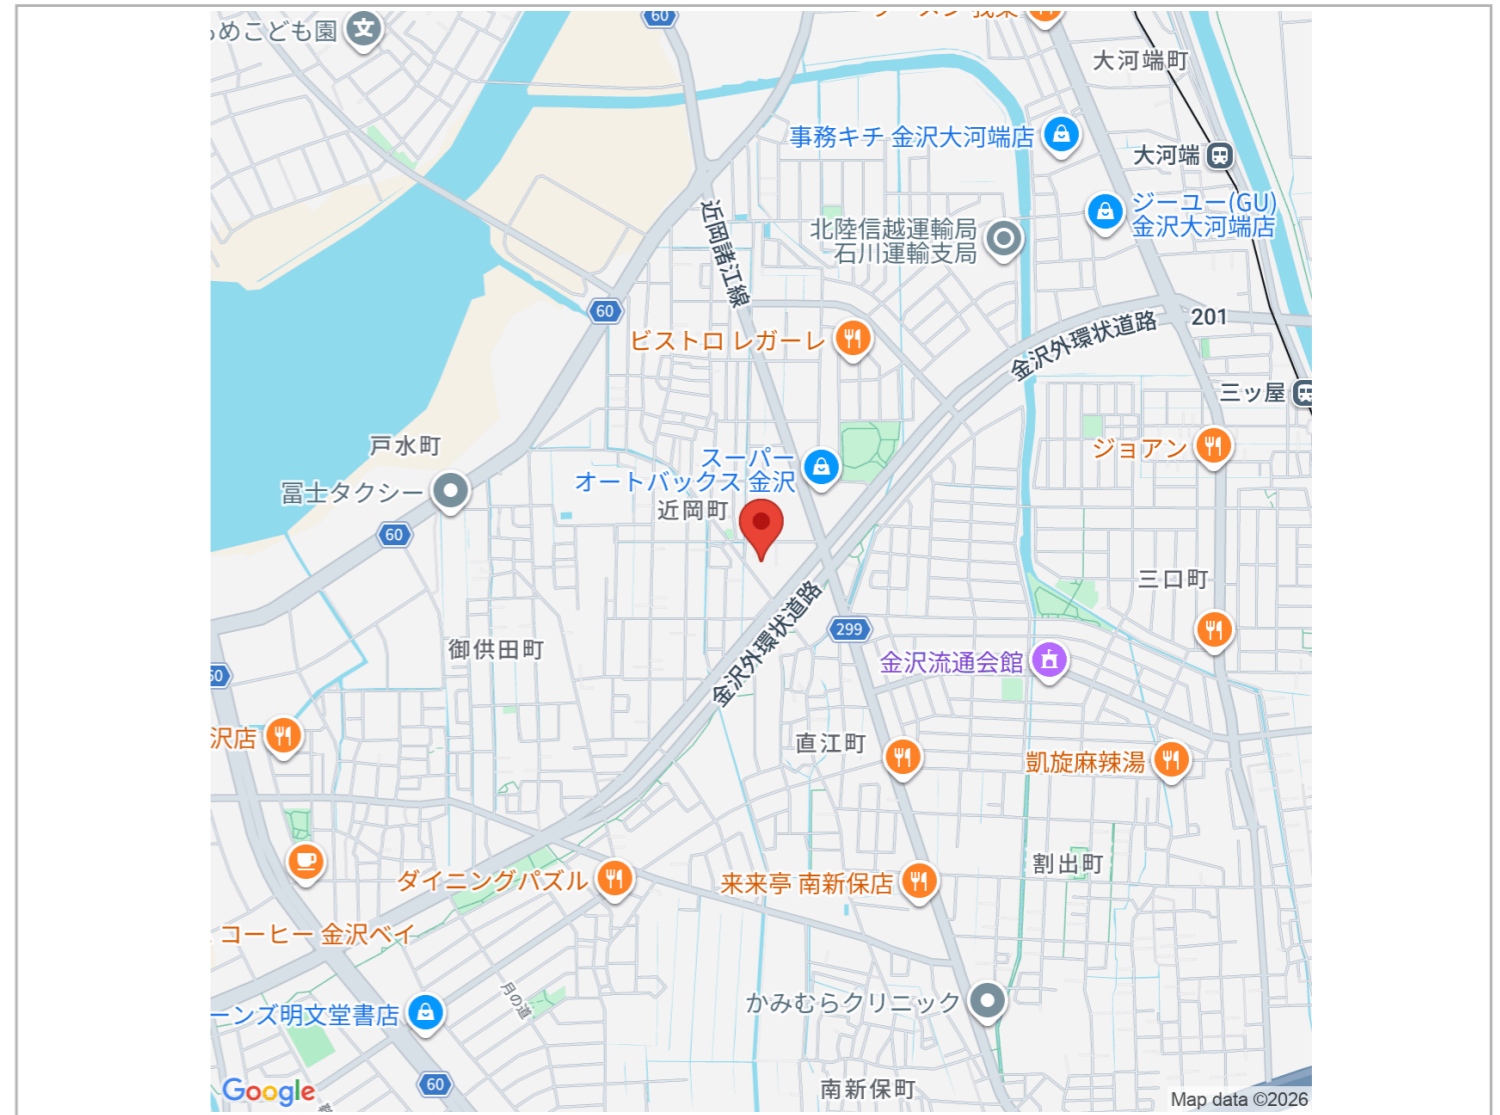 60
めこども園
大河端町
事務キチ 金沢大河端店
大河端
ジーユー(GU)
金沢大河端店
近岡諸江線
北陸信越運輸局
石川運輸支局
60
ビストロ レガーレ
金沢外環状道路
201
三ッ屋
戸水町
スーパー
オートバックス 金沢
ジョアン
冨士タクシー
近岡町
60
三口町
金沢外環状道路
299
御供田町
金沢流通会館
沢店
直江町
凱旋麻辣湯
割出町
ダイニングパズル
来来亭 南新保店
コーヒー 金沢ベイ
月の道
かみむらクリニック
ーンズ明文堂書店
60
南新保町
Google
Map data ©2026